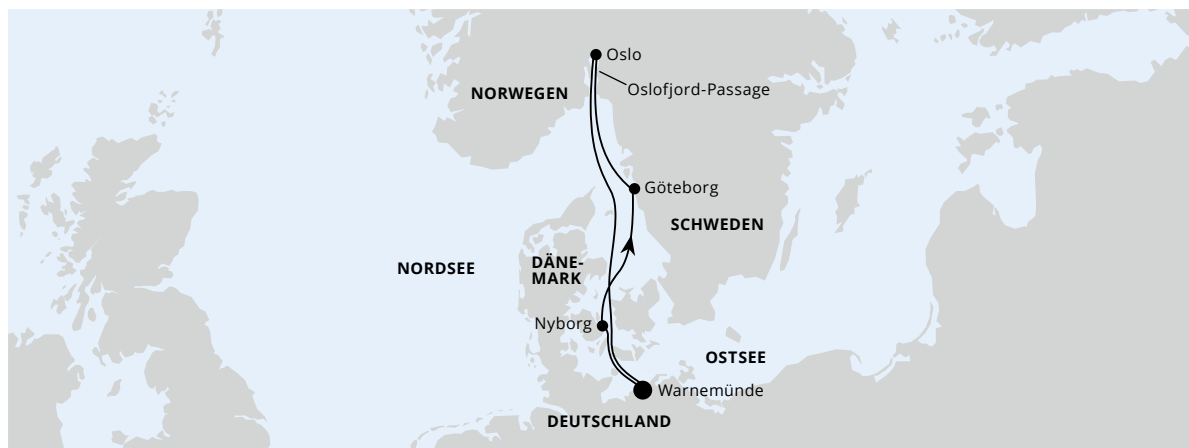 Oslo
Oslofjord-Passage
NORWEGEN
Göteborg
SCHWEDEN
DÄNE-
MARK
NORDSEE
Nyborg
OSTSEE
Warnemünde
DEUTSCHLAND